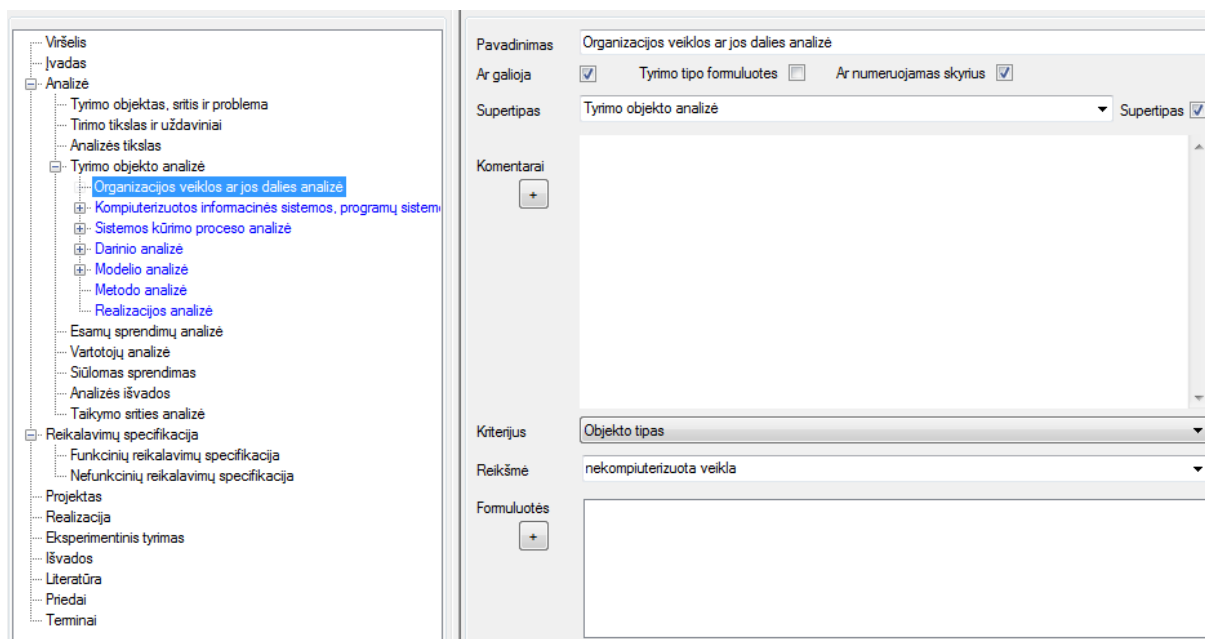 Viršelis
Įvadas
Analizė
Tyrimo objektas, sritis ir problema
Tirimo tikslas ir uždaviniai
Analizės tikslas
Tyrimo objekto analizė
Organizacijos veiklos ar jos dalies analizė
Kompiuterizuotos informacinės sistemos, programų sistem
Sistemos kūrimo proceso analizė
Darinio analizė
Modelio analizė
Metodo analizė
Realizacijos analizė
Esamų sprendimų analizė
Vartotojų analizė
Siūlomas sprendimas
Analizės išvados
Taikymo srities analizė
Reikalavimų specifikacija
Funkcinių reikalavimų specifikacija
Nefunkcinių reikalavimų specifikacija
Projektas
Realizacija
Eksperimentinis tyrimas
Išvados
Literatūra
Priedai
Terminai
Pavadinimas Organizacijos veiklos ar jos dalies analizė
Ar galioja Tyrimo tipo formuluotes Ar numeruojamas skyrius
Supertipas Tyrimo objekto analizė Supertipas
Komentarai
+
Kriterijus Objekto tipas
Reikšmė nekompiuterizuota veikla
Formuluotės
+